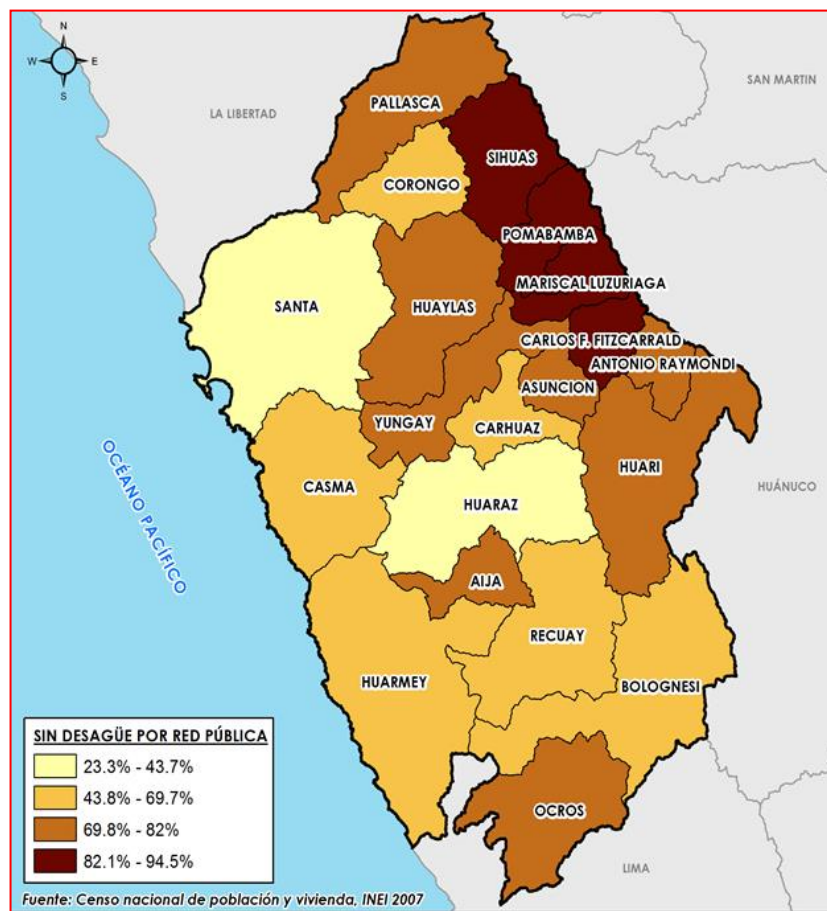 N
W E
S
LA LIBERTAD
SAN MARTIN
PALLASCA
SIHUAS
CORONGO
POMABAMBA
MARISCAL LUZURIAGA
SANTA
HUAYLAS
CARLOS F. FITZCARRALD
ANTONIO RAYMONDI
ASUNCION
YUNGAY
CARHUAZ
HUARI
CASMA
HUARAZ
HUÁNUCO
OCÉANO PACÍFICO
AIJA
RECUAY
HUARMEY
BOLOGNESI
OCROS
LIMA
SIN DESAGÜE POR RED PÚBLICA
23.3% - 43.7%
43.8% - 69.7%
69.8% - 82%
82.1% - 94.5%
Fuente: Censo nacional de población y vivienda, INEI 2007